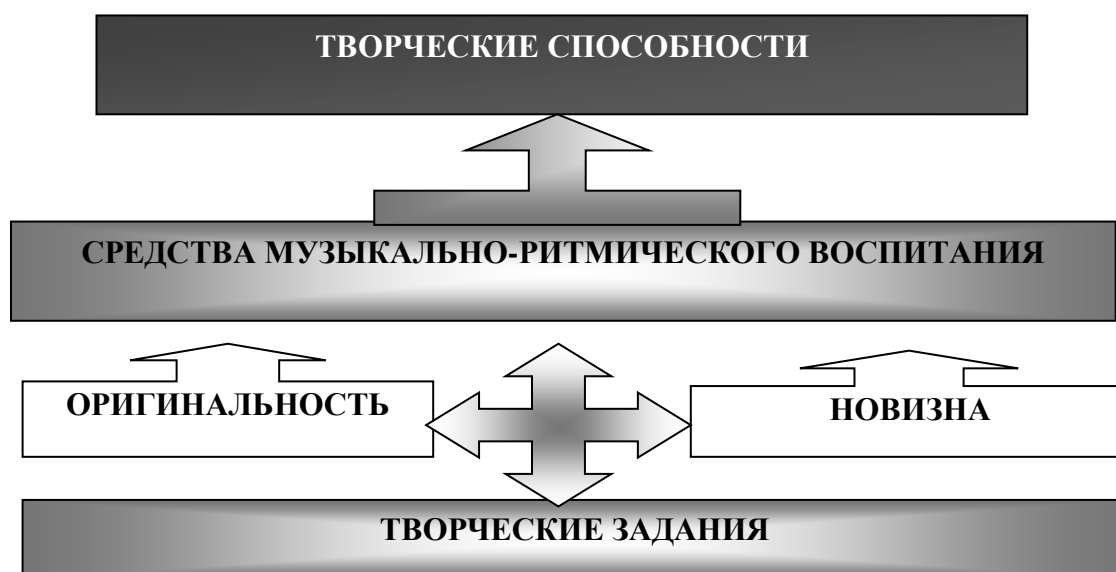 ТВОРЧЕСКИЕ СПОСОБНОСТИ
СРЕДСТВА МУЗЫКАЛЬНО-РИТМИЧЕСКОГО ВОСПИТАНИЯ
ОРИГИНАЛЬНОСТЬ
НОВИЗНА
ТВОРЧЕСКИЕ ЗАДАНИЯ